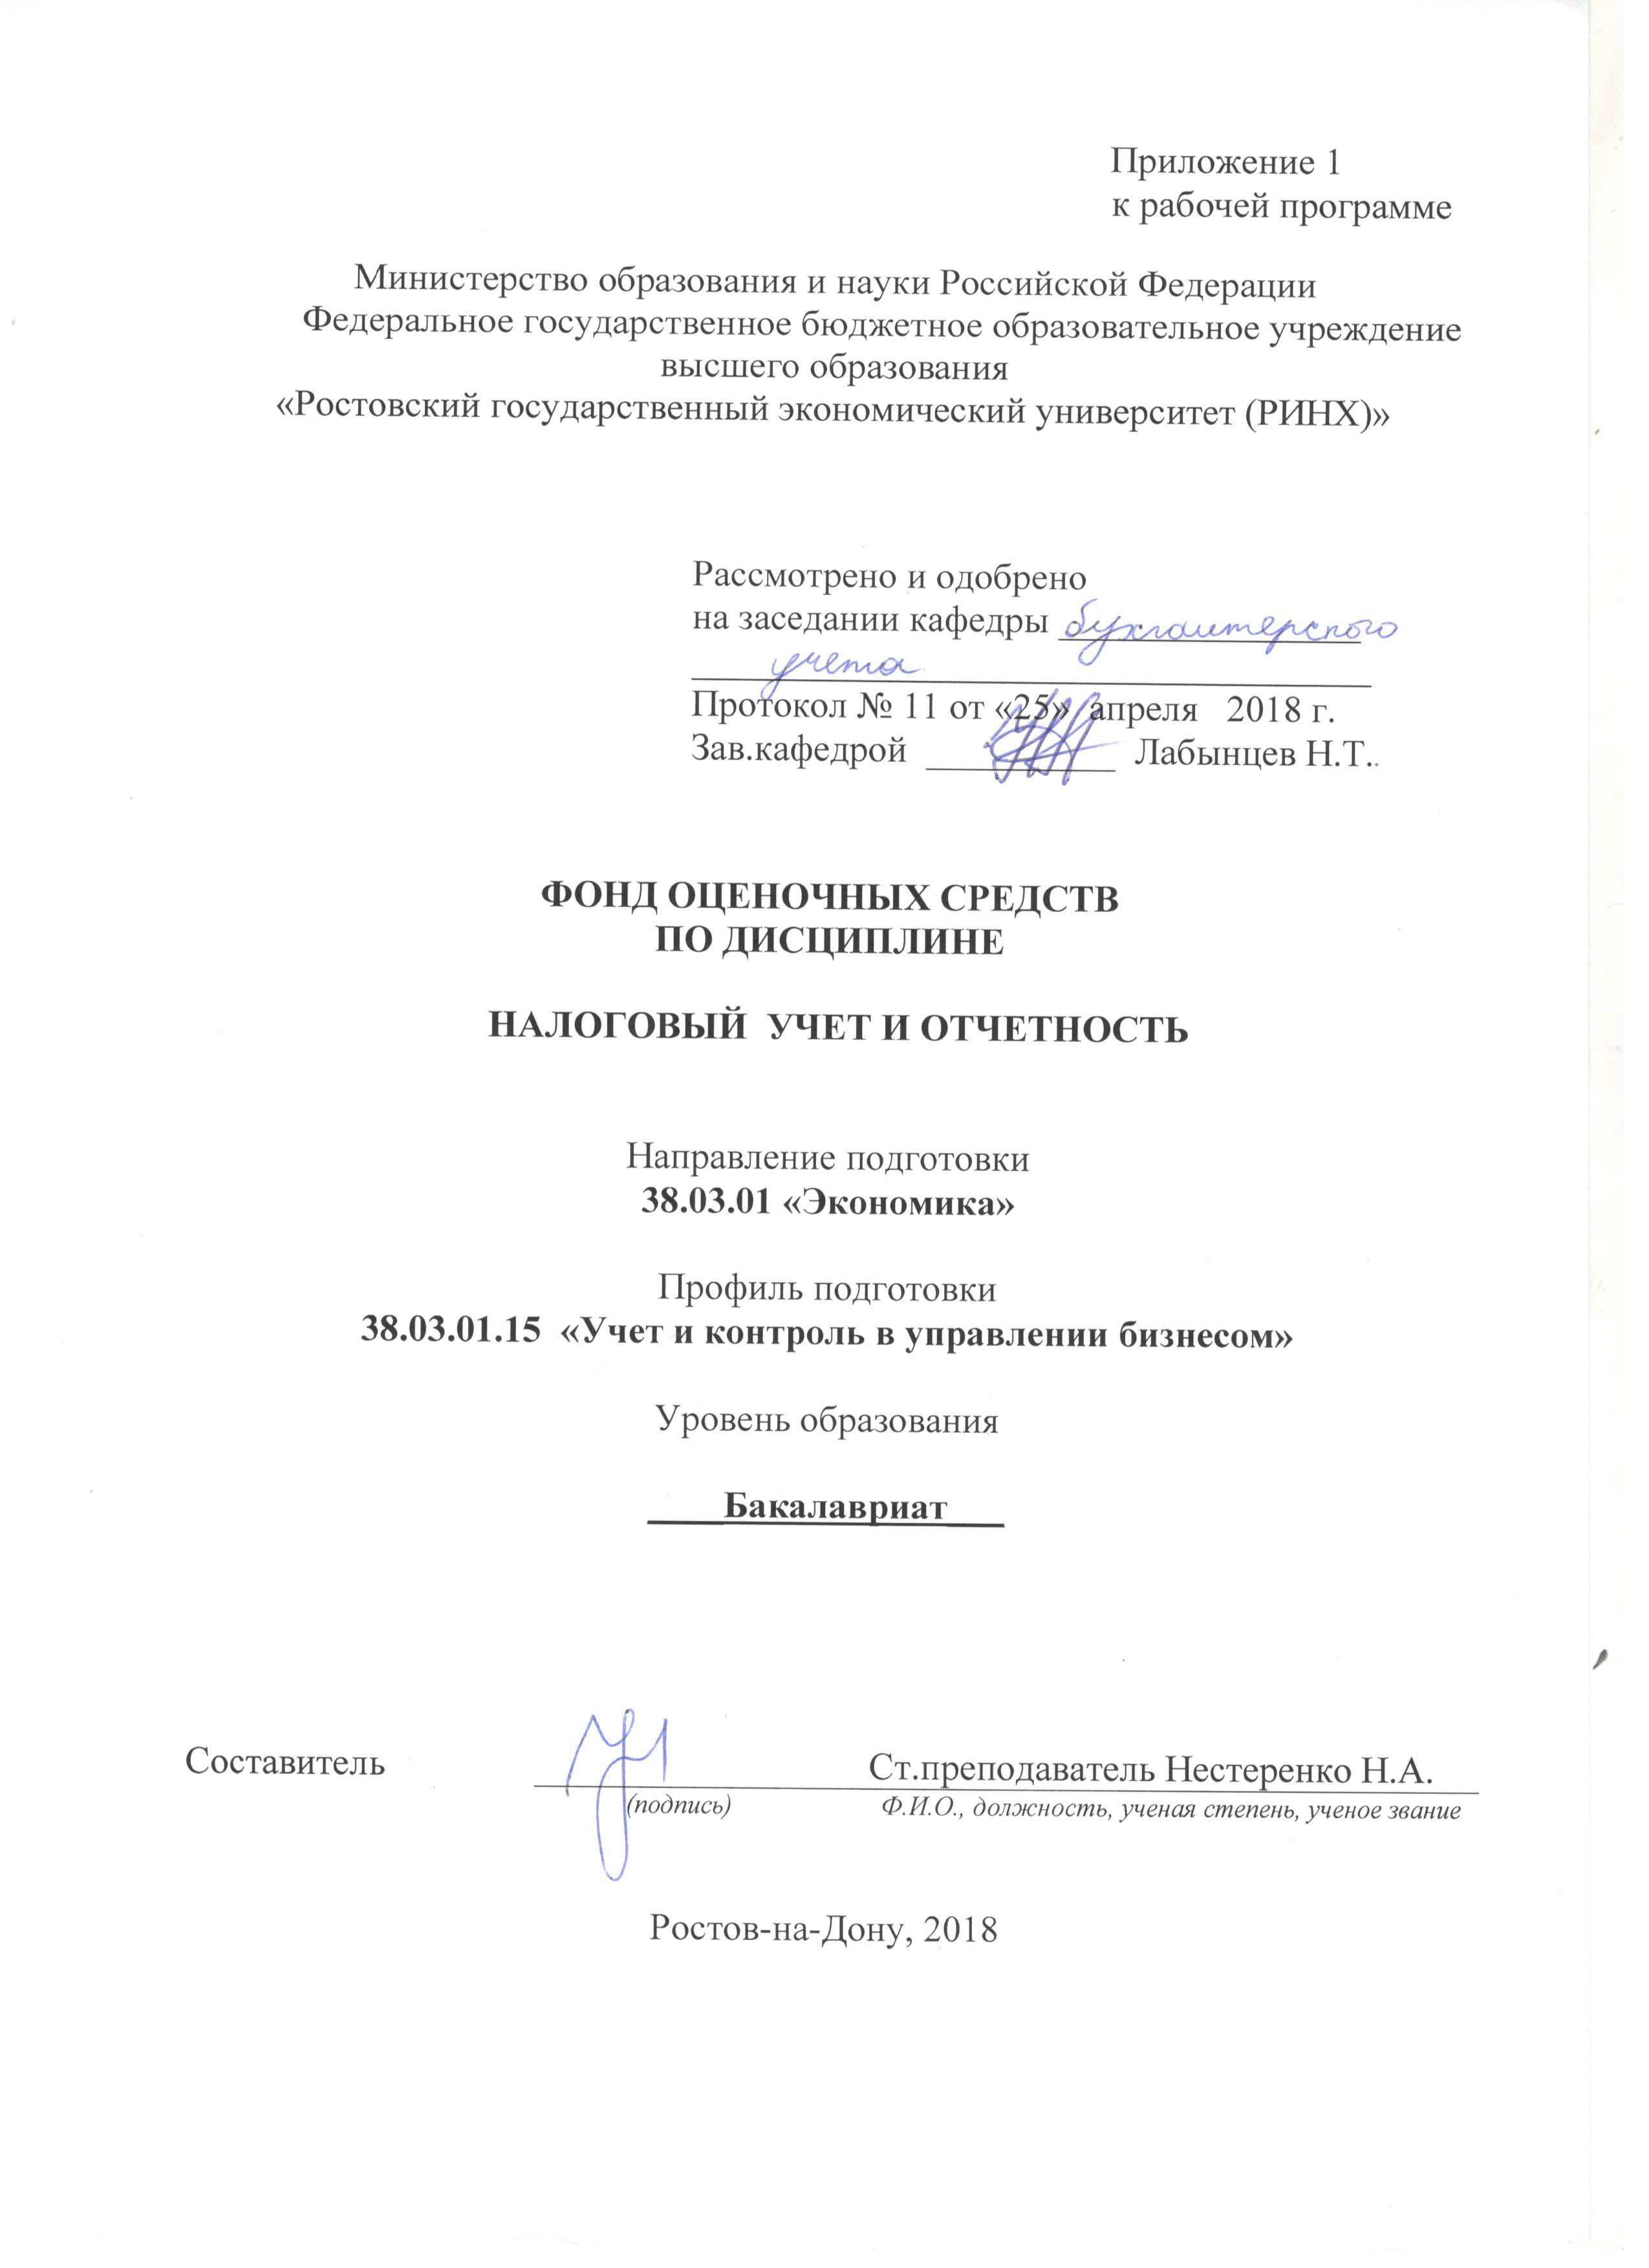 Приложение 1
к рабочей программе
Министерство образования и науки Российской Федерации
Федеральное государственное бюджетное образовательное учреждение
высшего образования
«Ростовский государственный экономический университет (РИНХ)»
Рассмотрено и одобрено
на заседании кафедры бухгалтерского
учета
Протокол № 11 от «25» апреля 2018 г.
Зав.кафедрой Лабынцев Н.Т..
ФОНД ОЦЕНОЧНЫХ СРЕДСТВ
ПО ДИСЦИПЛИНЕ
НАЛОГОВЫЙ УЧЕТ И ОТЧЕТНОСТЬ
Направление подготовки
38.03.01 «Экономика»
Профиль подготовки
38.03.01.15 «Учет и контроль в управлении бизнесом»
Уровень образования
Бакалавриат
Составитель Ст.преподаватель Нестеренко Н.А.
(подпись) Ф.И.О., должность, ученая степень, ученое звание
Ростов-на-Дону, 2018